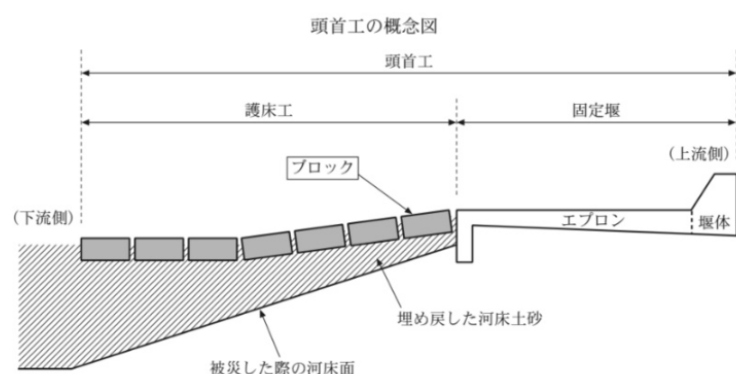 頭首工の概念図
頭首工
護床工
固定堰
(上流側)
ブロック
(下流側)
エプロン
堰体
埋め戻した河床土砂
被災した際の河床面